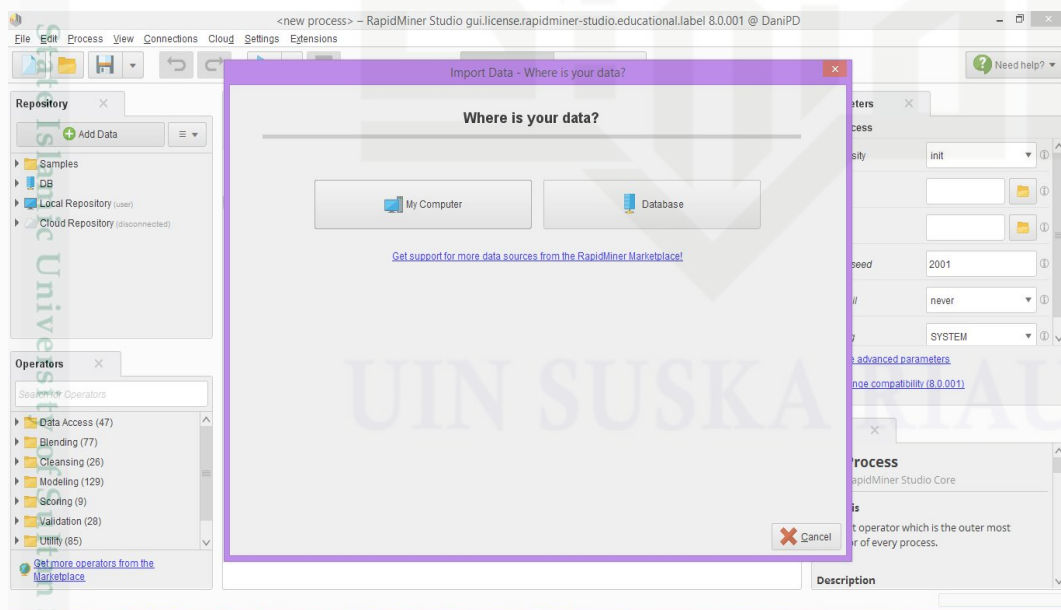 <new process> – RapidMiner Studio gui.license.rapidminer-studio.educational.label 8.0.001 @ DaniPD
File Edit Process View Connections Cloud Settings Extensions
Need help?
Import Data - Where is your data?
Repository
Add Data
Samples
DB
Local Repository (user)
Cloud Repository (disconnected)
Where is your data?
My Computer
Database
Get support for more data sources from the RapidMiner Marketplace!
Cancel
eters
cess
sity
init
seed
2001
il
never
g
SYSTEM
e advanced parameters
nge compatibility (8.0.001)
Operators
Search for Operators
Data Access (47)
Blending (77)
Cleansing (26)
Modeling (129)
Scoring (9)
Validation (28)
Utility (85)
Get more operators from the
Marketplace
rocess
apidMiner Studio Core
is
t operator which is the outer most
r of every process.
Description
State Islamic University of Sultan
UIN SUSKA RIAU